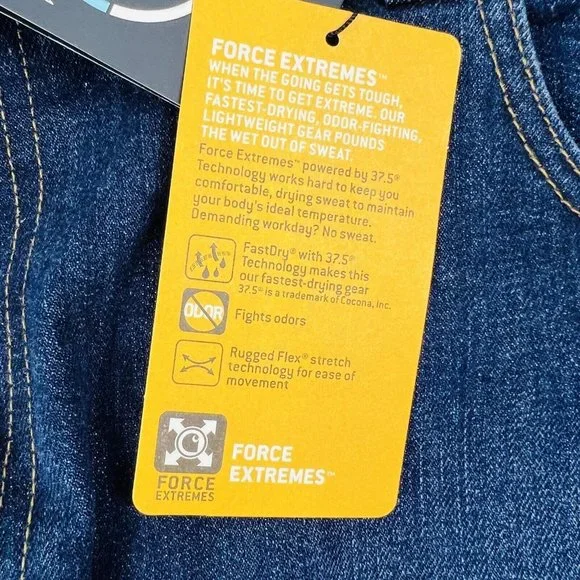 FORCE EXTREMES™
WHEN THE GOING GETS TOUGH,
IT'S TIME TO GET EXTREME. OUR
FASTEST-DRYING, ODOR-FIGHTING,
LIGHTWEIGHT GEAR POUNDS
THE WET OUT OF SWEAT.
Force Extremes™ powered by 37.5®
Technology works hard to keep you
comfortable, drying sweat to maintain
your body's ideal temperature.
Demanding workday? No sweat.
FastDry® with 37.5®
Technology makes this
our fastest-drying gear
37.5® is a trademark of Cocona, Inc.
ODOR
Fights odors
Rugged Flex® stretch
technology for ease of
movement
FORCE
EXTREMES
FORCE
EXTREMES™